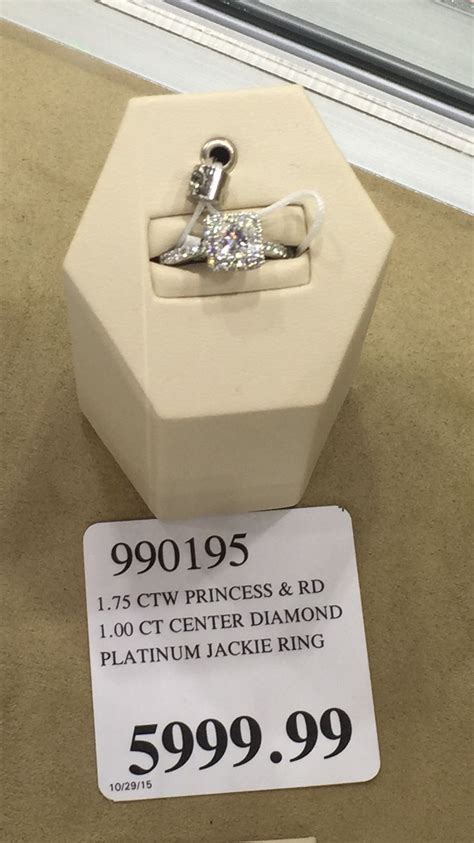 990195
1.75 CTW PRINCESS & RD
1.00 CT CENTER DIAMOND
PLATINUM JACKIE RING
5999.99
10/29/15